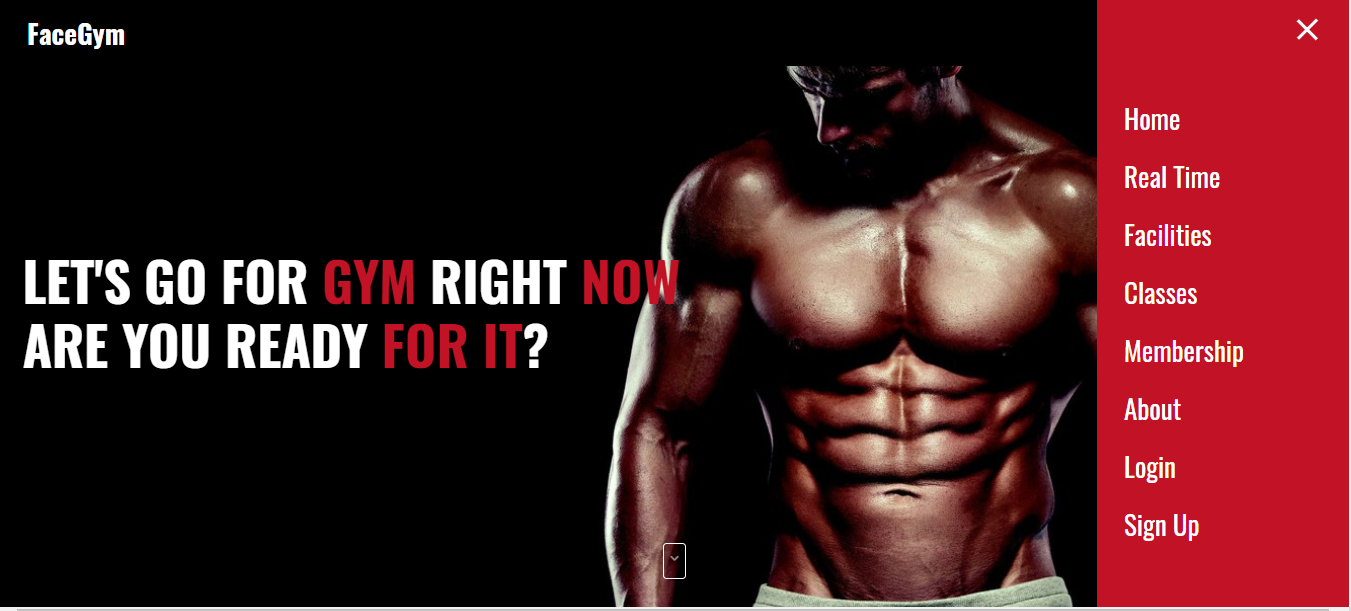 FaceGym
LET'S GO FOR GYM RIGHT NOW
ARE YOU READY FOR IT?
Home
Real Time
Facilities
Classes
Membership
About
Login
Sign Up